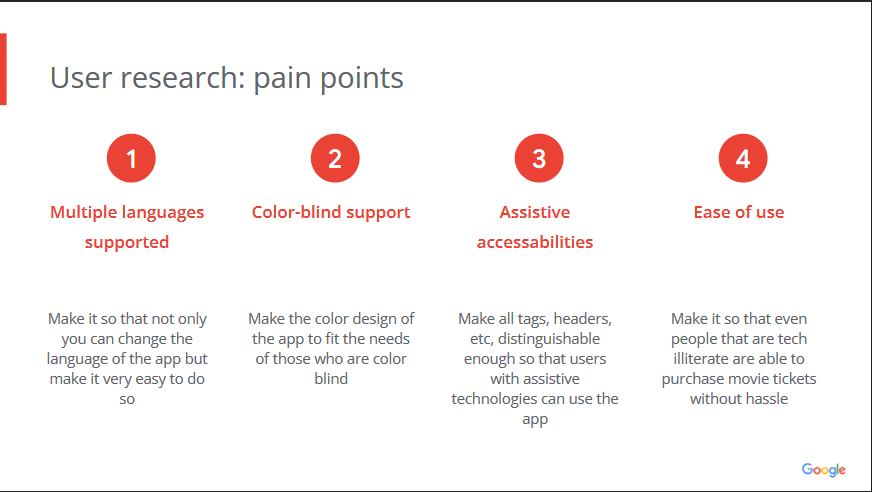 User research: pain points
1
2
3
4
Multiple languages
supported
Color-blind support
Assistive
accessabilities
Ease of use
Make it so that not only
you can change the
language of the app but
make it very easy to do
so
Make the color design of
the app to fit the needs
of those who are color
blind
Make all tags, headers,
etc, distinguishable
enough so that users
with assistive
technologies can use the
app
Make it so that even
people that are tech
illiterate are able to
purchase movie tickets
without hassle
Google